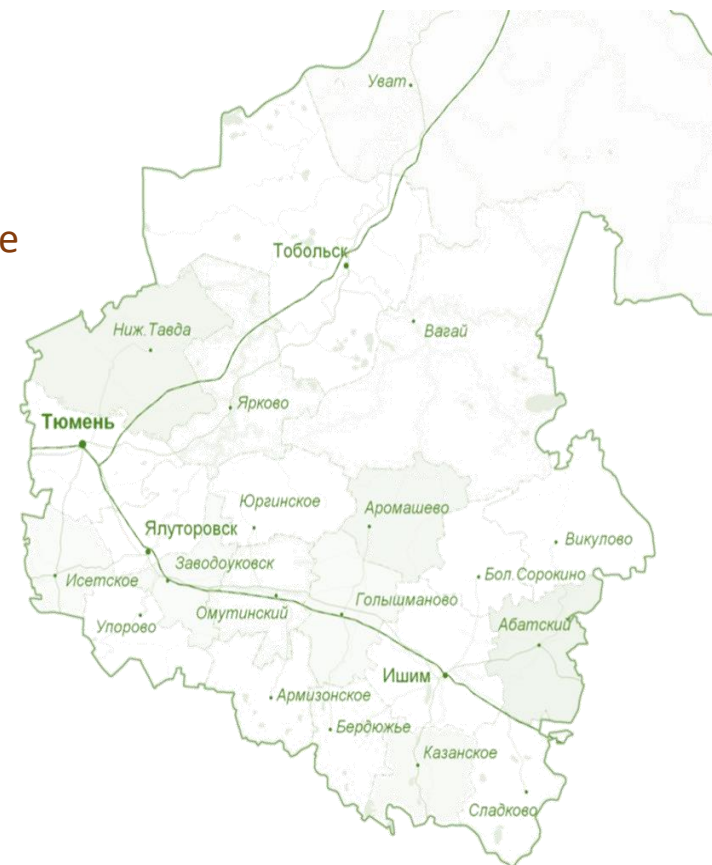 Уват
е
Тобольск
Ниж.Тавда
Вагай
Ярково
Тюмень
Юргинское
Аромашево
Ялуторовск
Викулово
Заводоуковск
Бол.Сорокино
Исетское
Голышманово
Омутинский
Упорово
Абатский
Ишим
Армизонское
Бердюжье
Казанское
Сладково